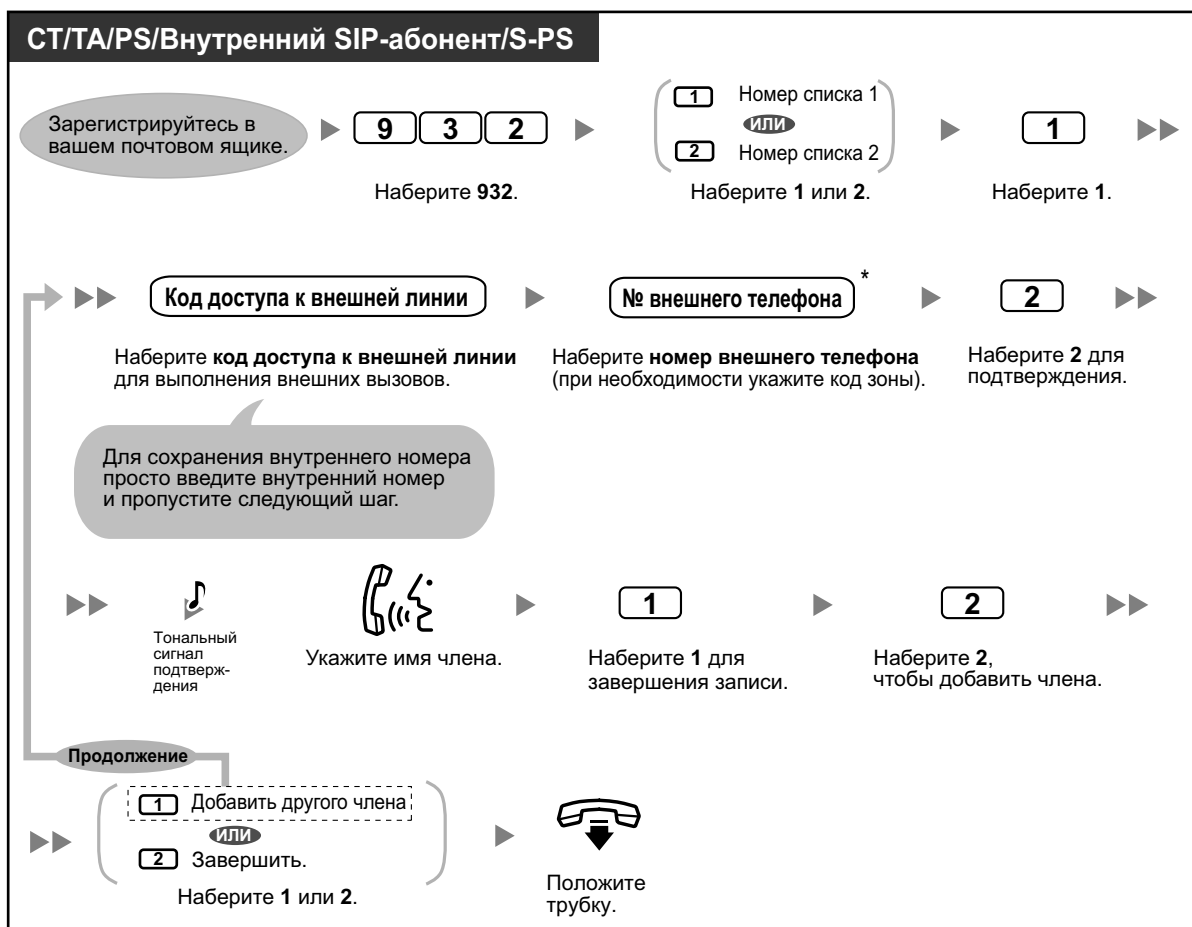 CT/TA/PS/Внутренний SIP-абонент/S-PS
Зарегистрируйтесь в
вашем почтовом ящике.
9 3 2
Наберите 932.
1 Номер списка 1
ИЛИ
2 Номер списка 2
Наберите 1 или 2.
1
Наберите 1.
Код доступа к внешней линии
Наберите код доступа к внешней линии
для выполнения внешних вызовов.
Для сохранения внутреннего номера
просто введите внутренний номер
и пропустите следующий шаг.
№ внешнего телефона*
Наберите номер внешнего телефона
(при необходимости укажите код зоны).
2
Наберите 2 для
подтверждения.
Тональный
сигнал
подтверж-
дения
Укажите имя члена.
1
Наберите 1 для
завершения записи.
2
Наберите 2,
чтобы добавить члена.
Продолжение
1 Добавить другого члена
ИЛИ
2 Завершить.
Наберите 1 или 2.
Положите
трубку.